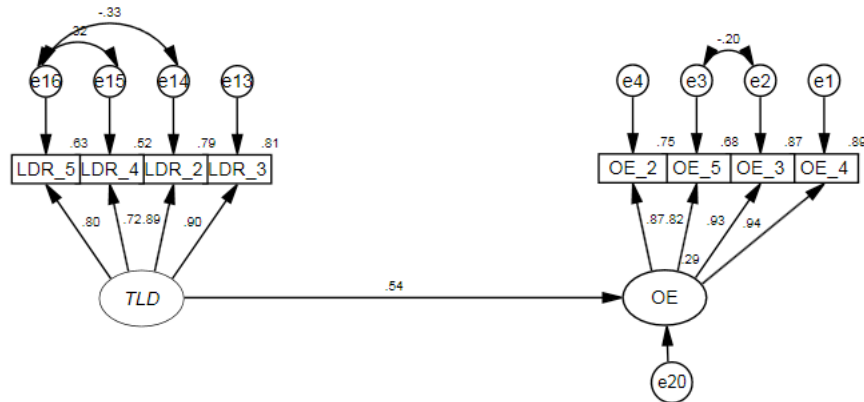 -.33
.32
-.20
e16 e15 e14 e13
e4 e3 e2 e1
.63 .52 .79 .81
.75 .68 .87 .89
LDR_5 LDR_4 LDR_2 LDR_3
OE_2 OE_5 OE_3 OE_4
.80 .72 .89 .90
.87 .82 .93 .94
.29
.54
TLD
OE
e20